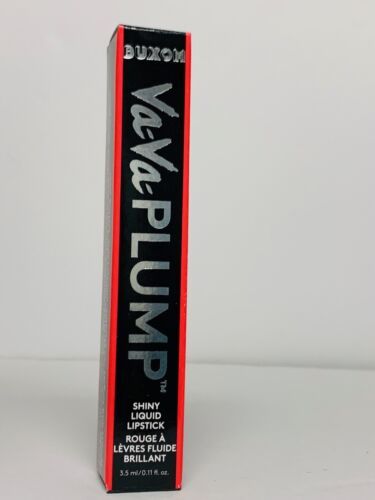 BUXOM
Va-Va-PLUMP™
SHINY
LIQUID
LIPSTICK
ROUGE À
LÈVRES FLUIDE
BRILLANT
3.5 ml/0.11 fl. oz.